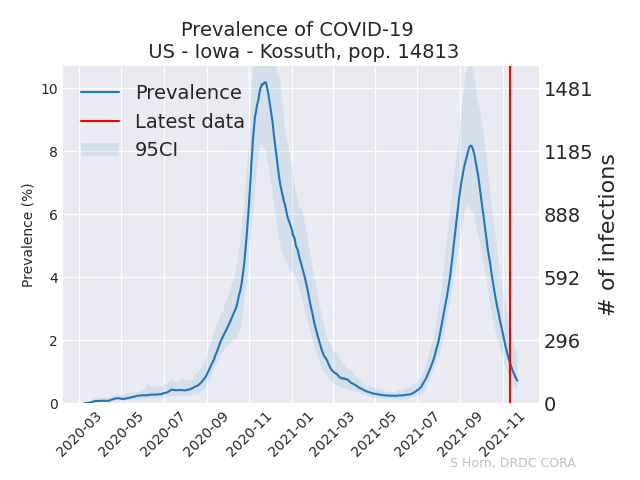 Prevalence of COVID-19
US - Iowa - Kossuth, pop. 14813
Prevalence
Latest data
95CI
Prevalence (%)
10
8
6
4
2
0
1481
1185
888
592
296
0
# of infections
2020-03
2020-05
2020-07
2020-09
2020-11
2021-01
2021-03
2021-05
2021-07
2021-09
2021-11
S Horn, DRDC CORA